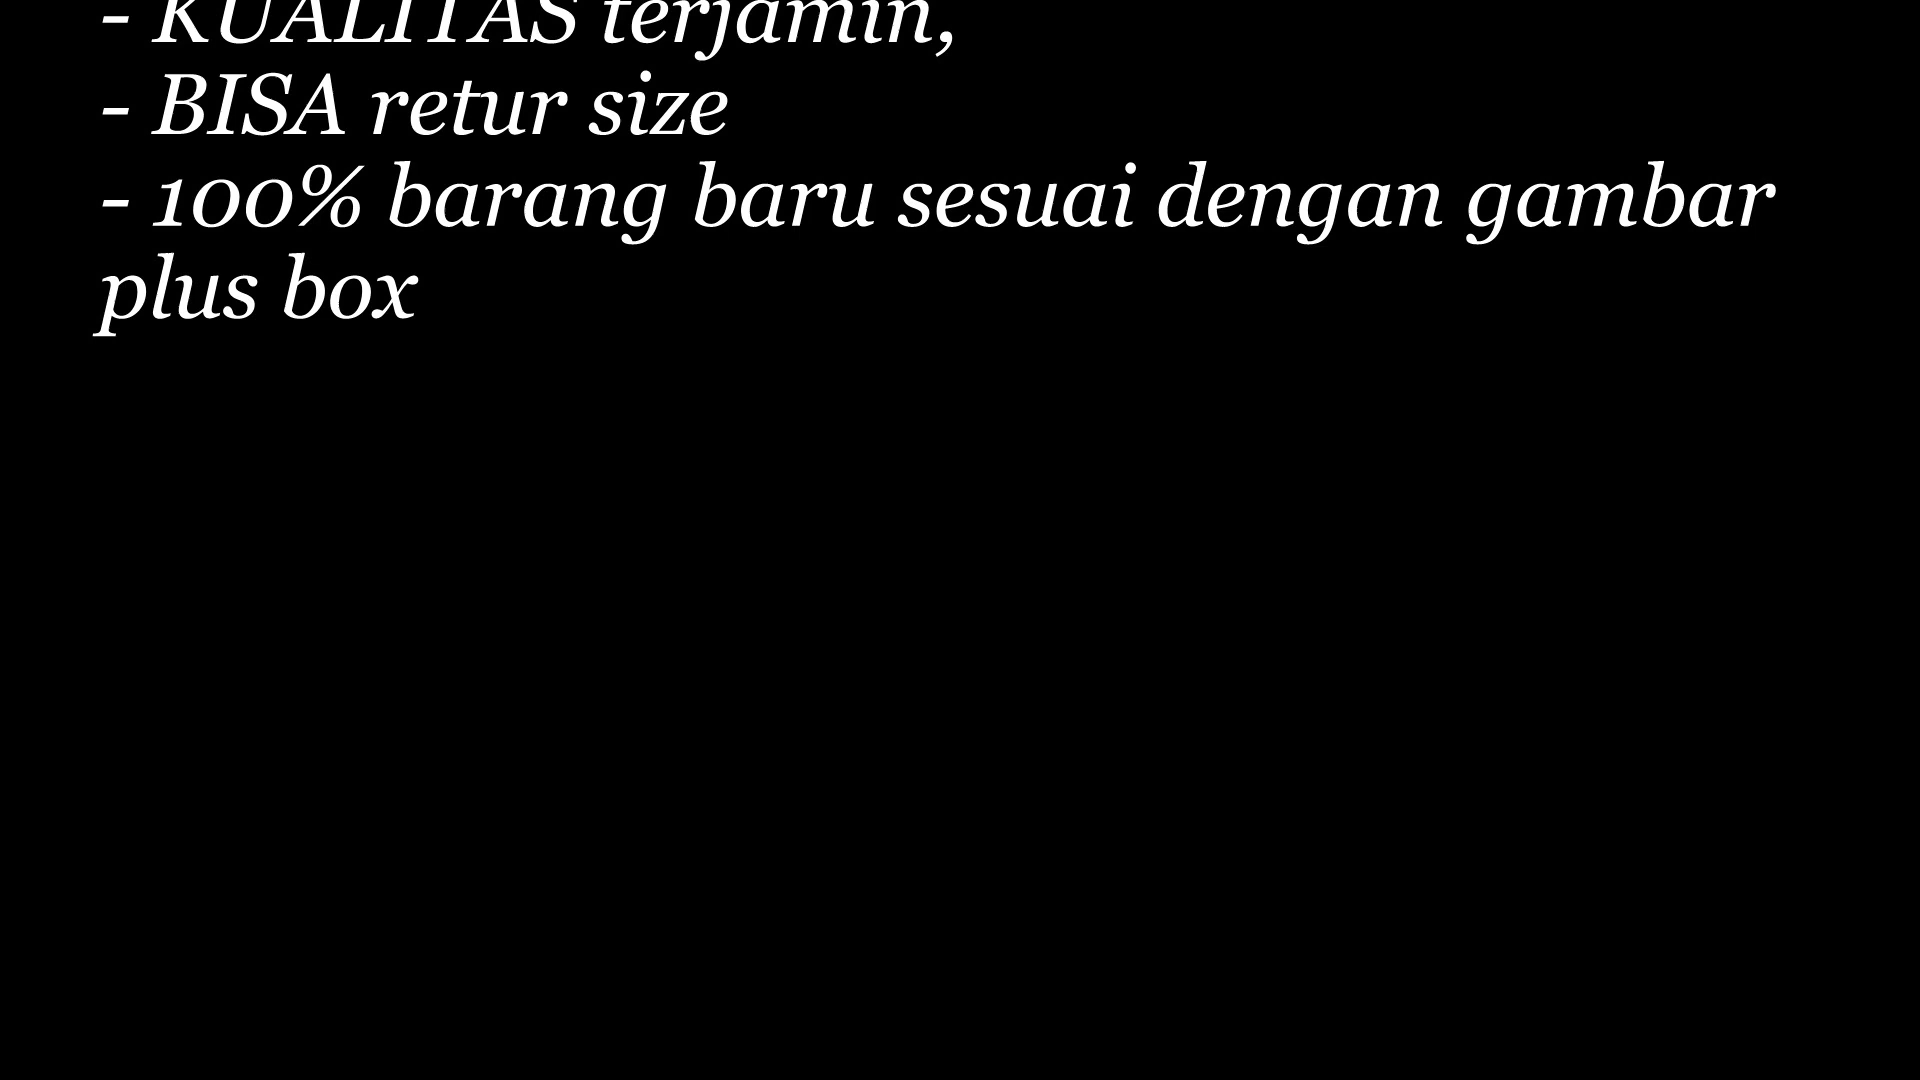 - KUALITAS terjamin,
- BISA retur size
- 100% barang baru sesuai dengan gambar
plus box